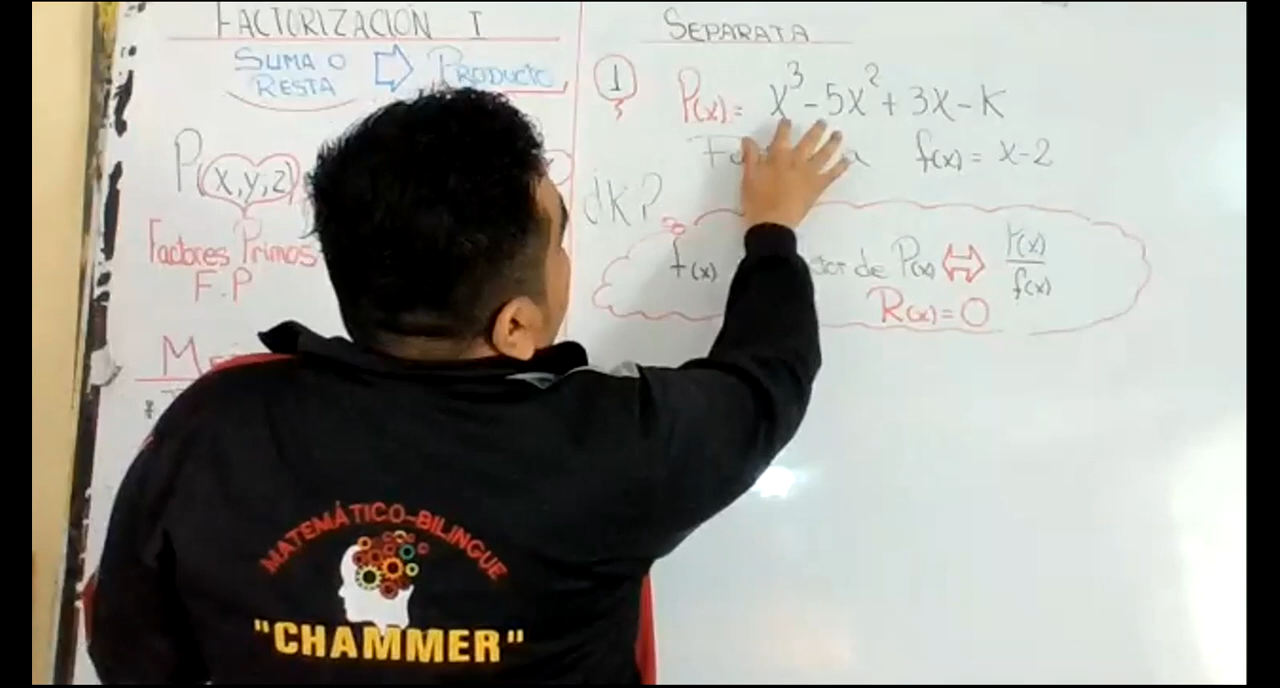 FACTORIZACIÓN I
SUMA O RESTA ⇨ PRODUCTO
P(x,y,z)
Factores Primos
F.P
SEPARATA
1 P(x)= x³-5x²+3x-k
f(x)= x-2
¿k?
f(x) de P(x) ⇔ P(x)/f(x)
R(x)=0
MATEMÁTICO-BILINGUE
"CHAMMER"